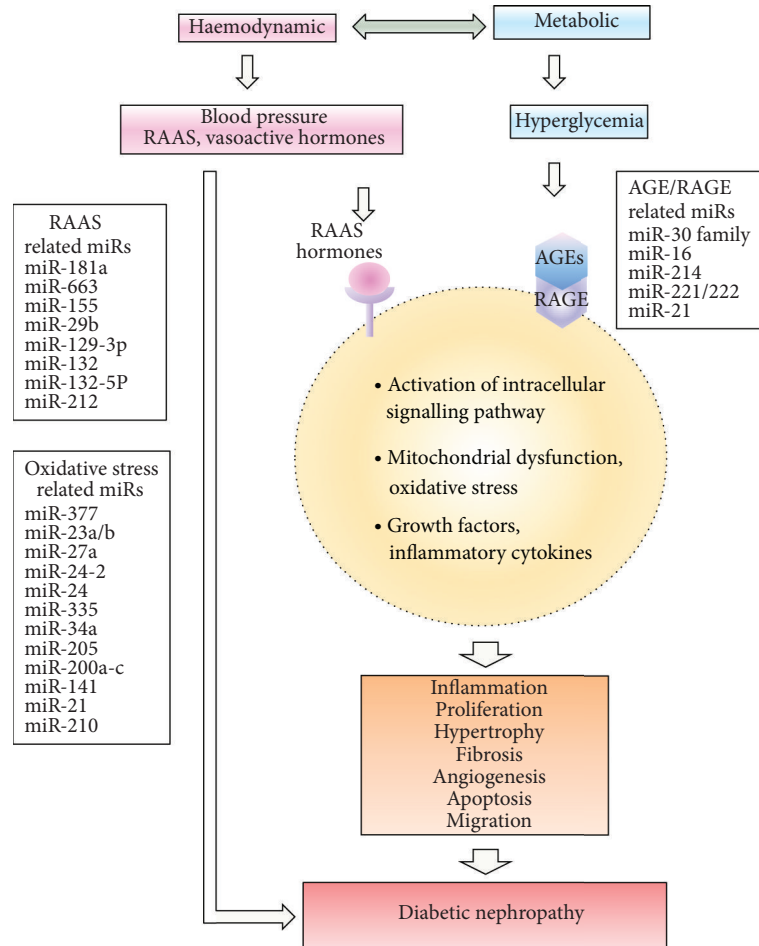 Haemodynamic
Metabolic
Blood pressure
RAAS, vasoactive hormones
Hyperglycemia
RAAS
related miRs
miR-181a
miR-663
miR-155
miR-29b
miR-129-3p
miR-132
miR-132-5P
miR-212
RAAS
hormones
AGEs
RAGE
AGE/RAGE
related miRs
miR-30 family
miR-16
miR-214
miR-221/222
miR-21
• Activation of intracellular
signalling pathway
• Mitochondrial dysfunction,
oxidative stress
• Growth factors,
inflammatory cytokines
Oxidative stress
related miRs
miR-377
miR-23a/b
miR-27a
miR-24-2
miR-24
miR-335
miR-34a
miR-205
miR-200a-c
miR-141
miR-21
miR-210
Inflammation
Proliferation
Hypertrophy
Fibrosis
Angiogenesis
Apoptosis
Migration
Diabetic nephropathy